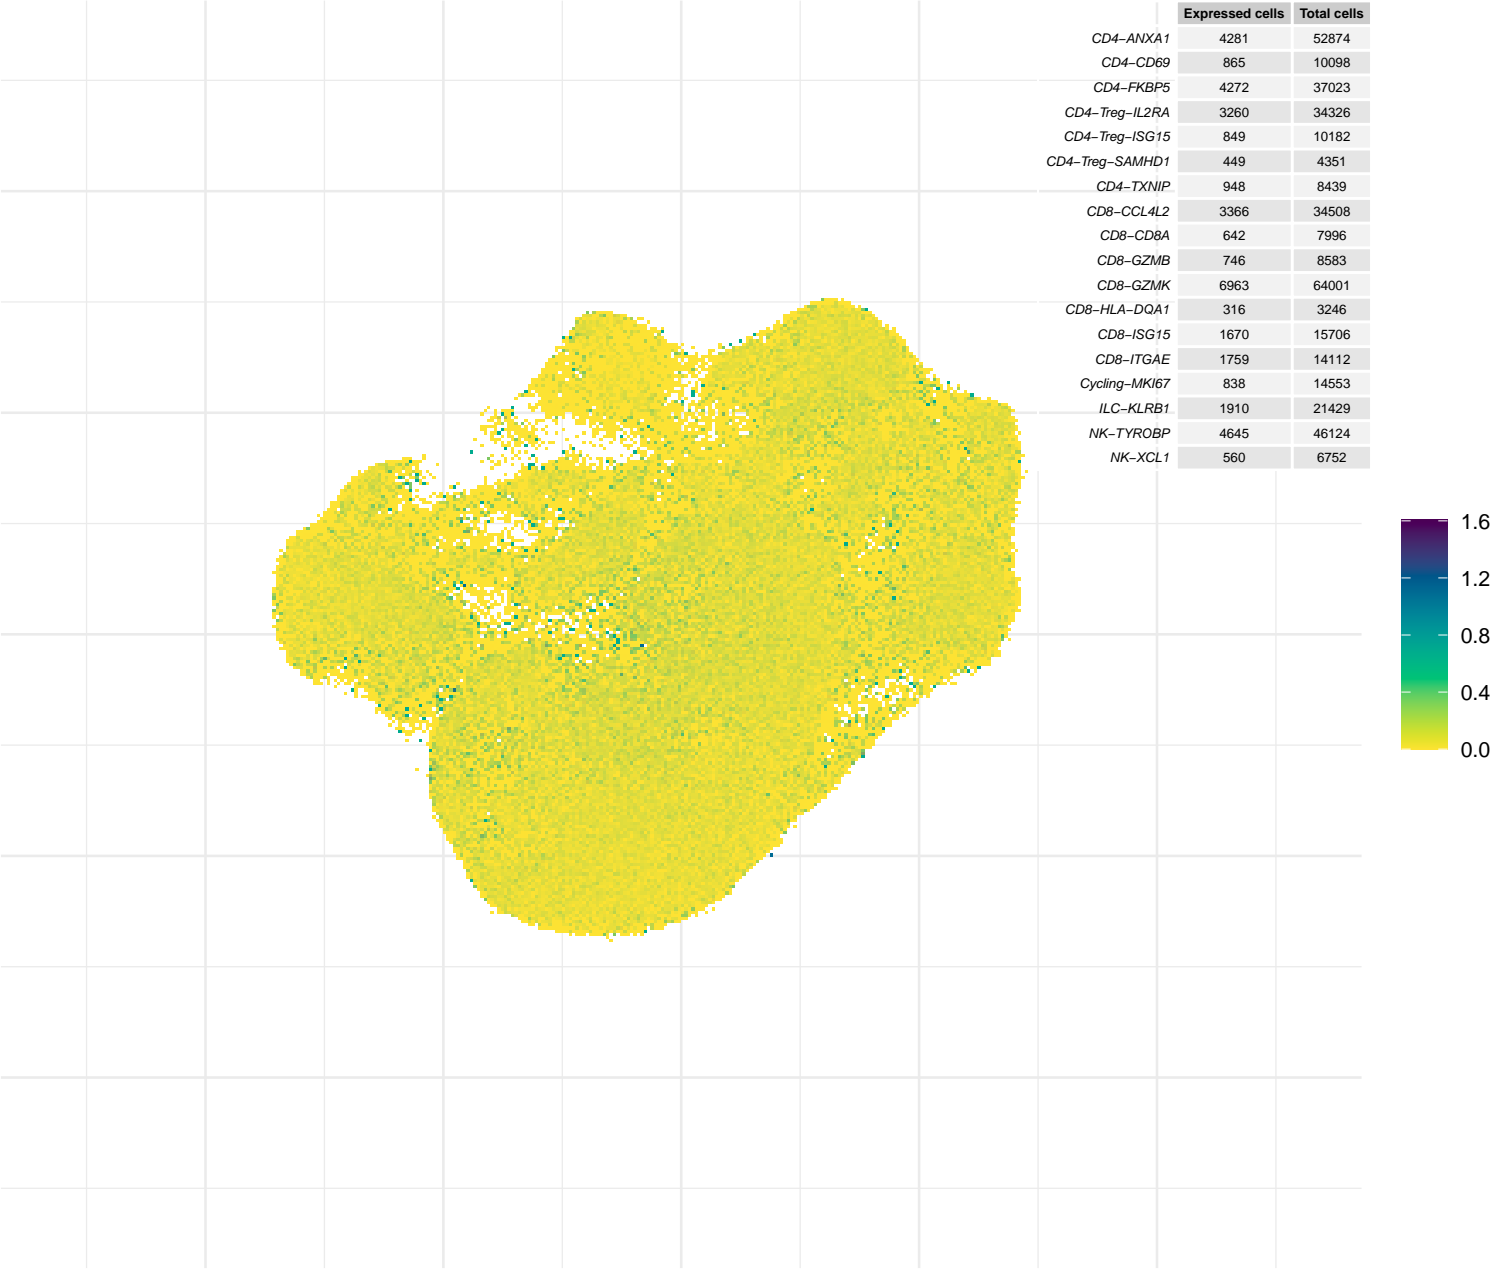 Expressed cells Total cells
CD4−ANXA1 4281 52874
CD4−CD69 865 10098
CD4−FKBP5 4272 37023
CD4−Treg−IL2RA 3260 34326
CD4−Treg−ISG15 849 10182
CD4−Treg−SAMHD1 449 4351
CD4−TXNIP 948 8439
CD8−CCL4L2 3366 34508
CD8−CD8A 642 7996
CD8−GZMB 746 8583
CD8−GZMK 6963 64001
CD8−HLA−DQA1 316 3246
CD8−ISG15 1670 15706
CD8−ITGAE 1759 14112
Cycling−MKI67 838 14553
ILC−KLRB1 1910 21429
NK−TYROBP 4645 46124
NK−XCL1 560 6752
1.6
1.2
0.8
0.4
0.0